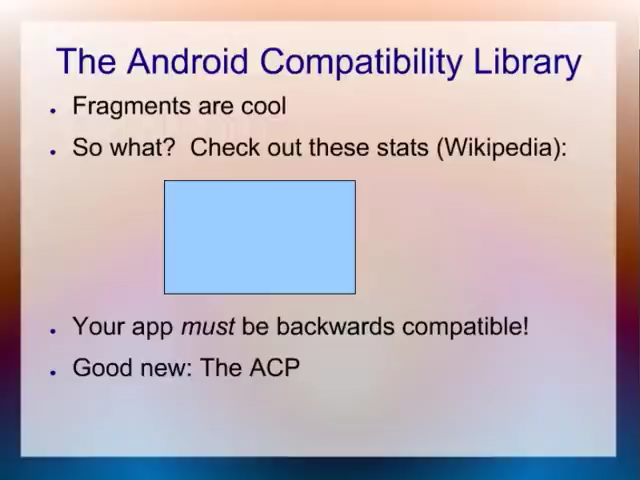 The Android Compatibility Library
Fragments are cool
So what? Check out these stats (Wikipedia):
Your app must be backwards compatible!
Good new: The ACP